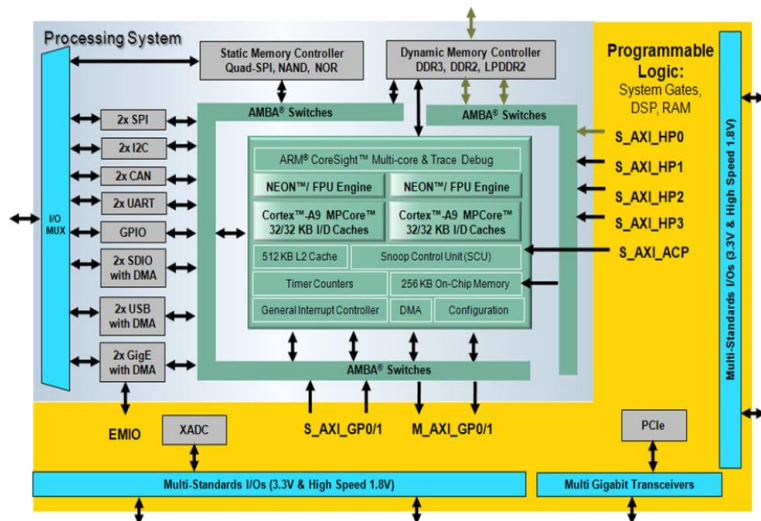 Processing System
Static Memory Controller
Quad-SPI, NAND, NOR
Dynamic Memory Controller
DDR3, DDR2, LPDDR2
Programmable
Logic:
System Gates,
DSP, RAM
AMBA® Switches
AMBA® Switches
2x SPI
2x I2C
2x CAN
2x UART
GPIO
2x SDIO
with DMA
2x USB
with DMA
2x GigE
with DMA
I/O
MUX
ARM® CoreSight™ Multi-core & Trace Debug
NEON™/ FPU Engine
NEON™/ FPU Engine
Cortex™-A9 MPCore™
32/32 KB I/D Caches
Cortex™-A9 MPCore™
32/32 KB I/D Caches
512 KB L2 Cache
Snoop Control Unit (SCU)
Timer Counters
256 KB On-Chip Memory
General Interrupt Controller
DMA
Configuration
AMBA® Switches
S_AXI_HP0
S_AXI_HP1
S_AXI_HP2
S_AXI_HP3
S_AXI_ACP
Multi-Standards I/Os (3.3V & High Speed 1.8V)
EMIO
XADC
S_AXI_GP0/1
M_AXI_GP0/1
PCIe
Multi-Standards I/Os (3.3V & High Speed 1.8V)
Multi Gigabit Transceivers